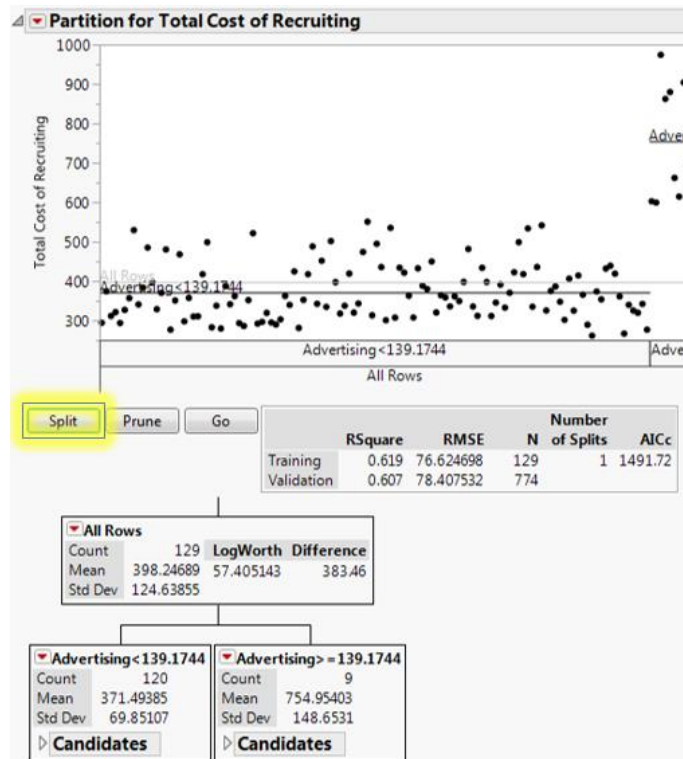 Partition for Total Cost of Recruiting
1000
900
800
700
600
500
400
300
Total Cost of Recruiting
All Rows
Advertising<139.1744
Adver
Advertising<139.1744
Adve
All Rows
Split Prune Go
Number
RSquare RMSE N of Splits AICc
Training 0.619 76.624698 129 1 1491.72
Validation 0.607 78.407532 774
All Rows
Count 129 LogWorth Difference
Mean 398.24689 57.405143 383.46
Std Dev 124.63855
Advertising<139.1744 Advertising>=139.1744
Count 120 Count 9
Mean 371.49385 Mean 754.95403
Std Dev 69.85107 Std Dev 148.6531
Candidates Candidates